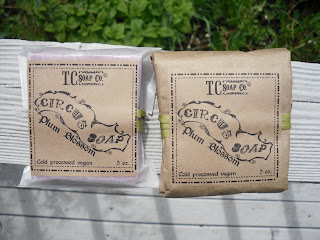 TC SOAP Co.
CIRCUS
SOAP
Plum Blossom
Cold processed vegan 5 oz.
TC SOAP Co.
CIRCUS
SOAP
Plum Blossom
Cold processed vegan 5 oz.